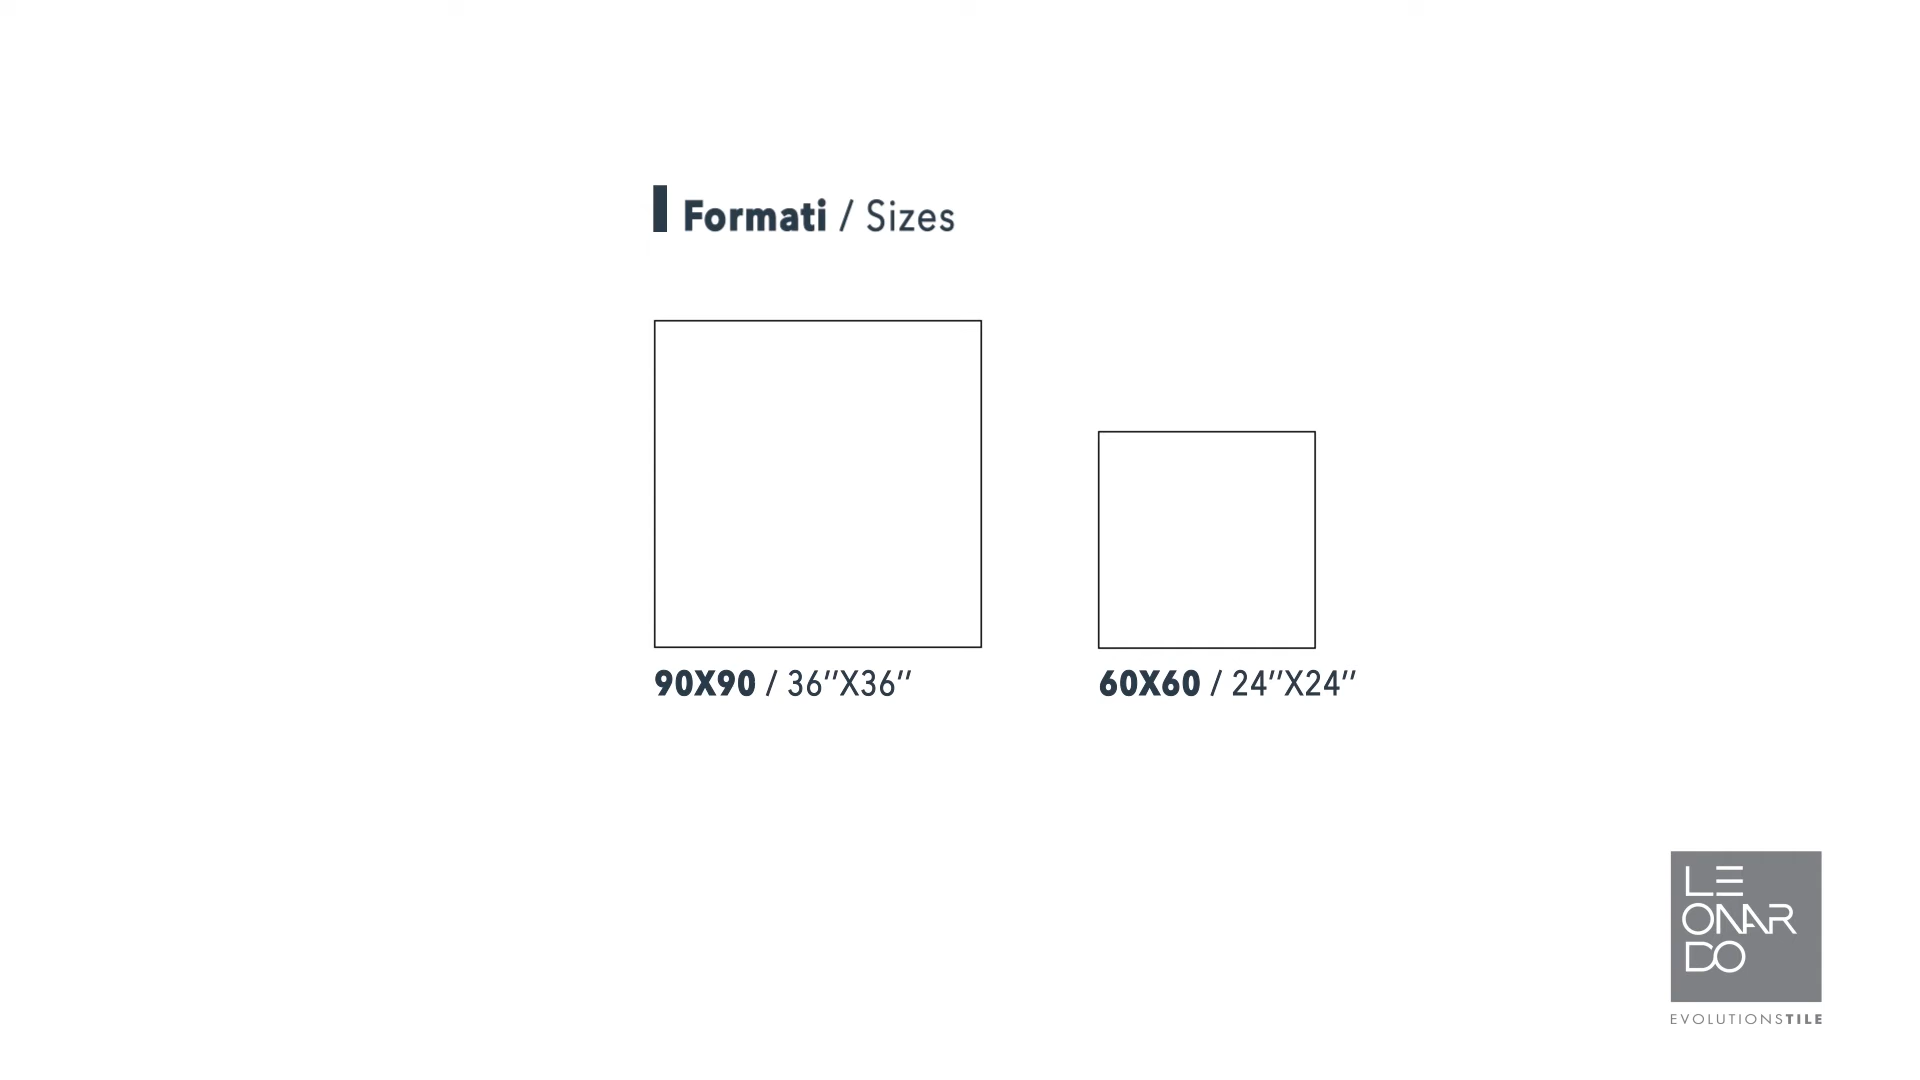 Formati / Sizes
90X90 / 36’’X36’’
60X60 / 24’’X24’’
LE
ONAR
DO
EVOLUTIONSTILE